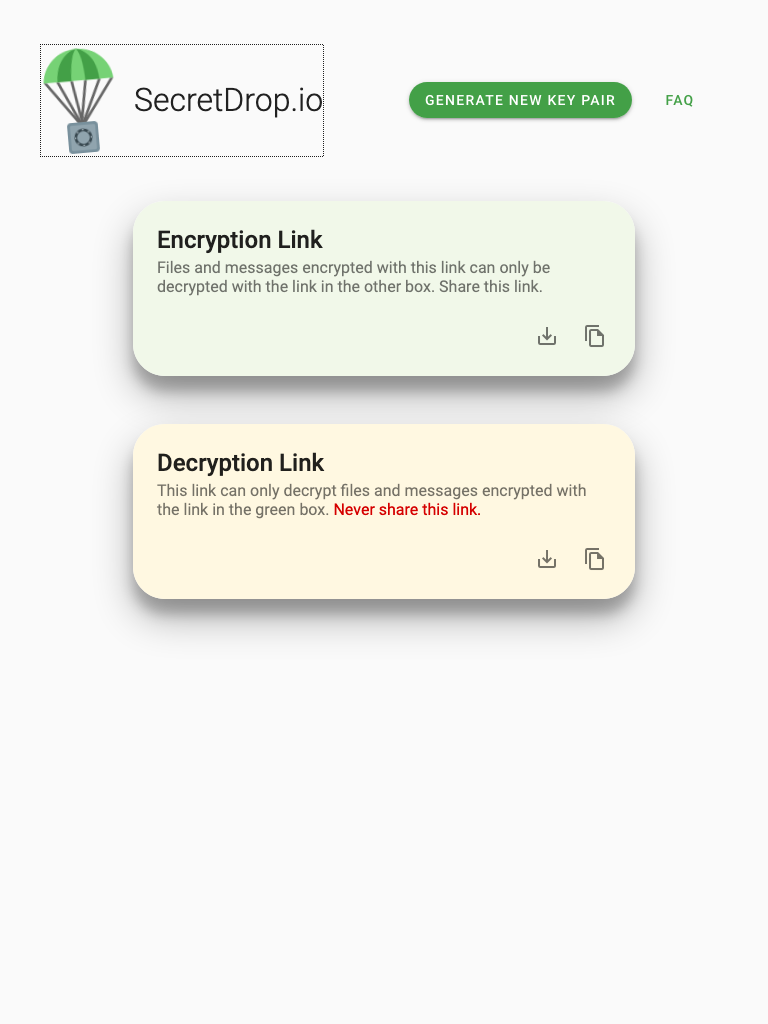 SecretDrop.io
GENERATE NEW KEY PAIR
FAQ
Encryption Link
Files and messages encrypted with this link can only be
decrypted with the link in the other box. Share this link.
Decryption Link
This link can only decrypt files and messages encrypted with
the link in the green box. Never share this link.